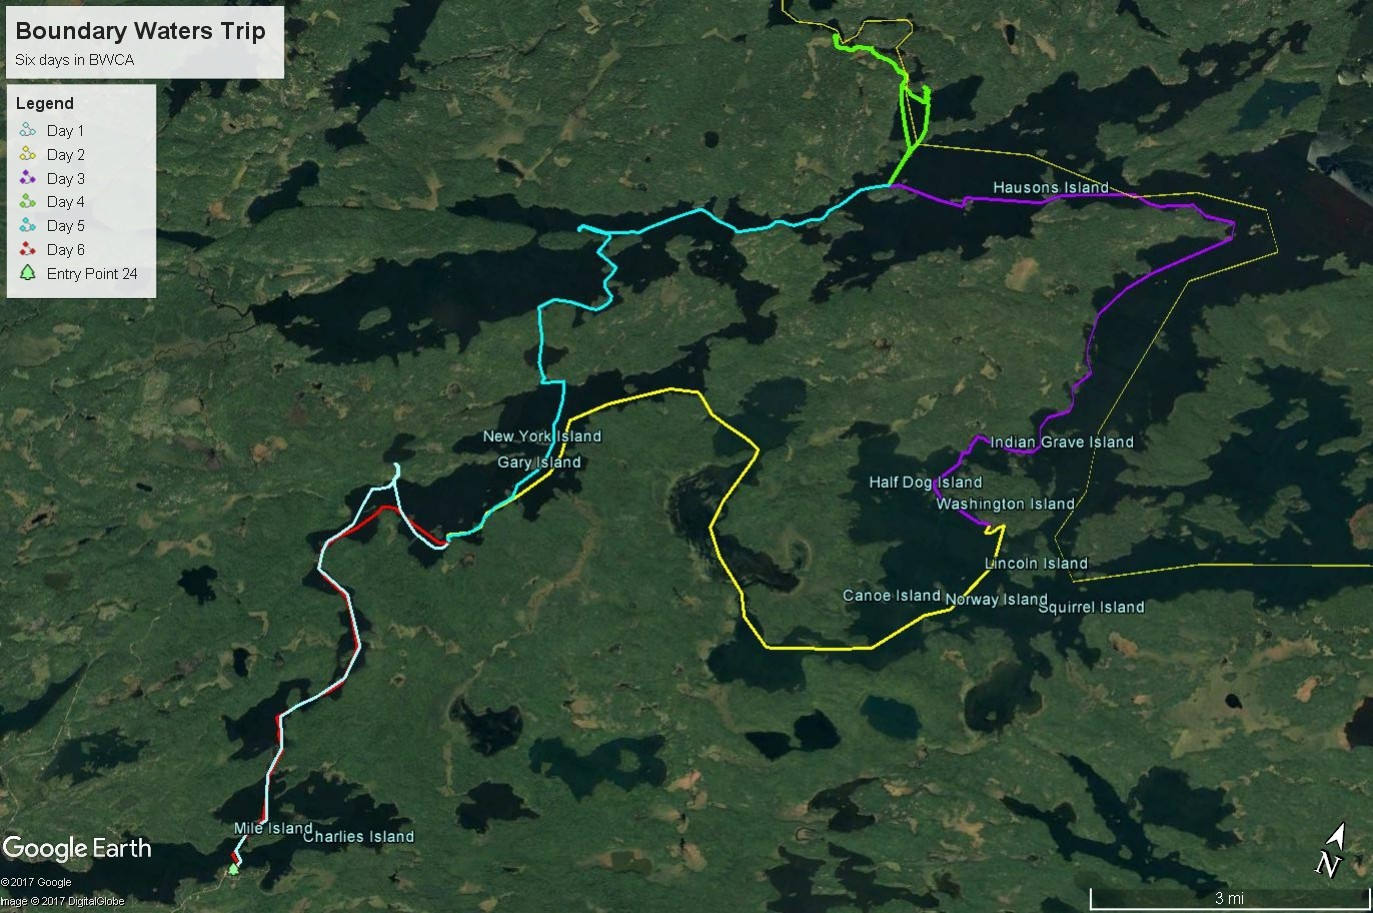 Boundary Waters Trip
Six days in BWCA
Legend
Day 1
Day 2
Day 3
Day 4
Day 5
Day 6
Entry Point 24
Hausons Island
New York Island
Gary Island
Indian Grave Island
Half Dog Island
Washington Island
Lincoln Island
Canoe Island
Norway Island
Squirrel Island
Mile Island
Charlies Island
Google Earth
©2017 Google
Image © 2017 DigitalGlobe
N
3 mi